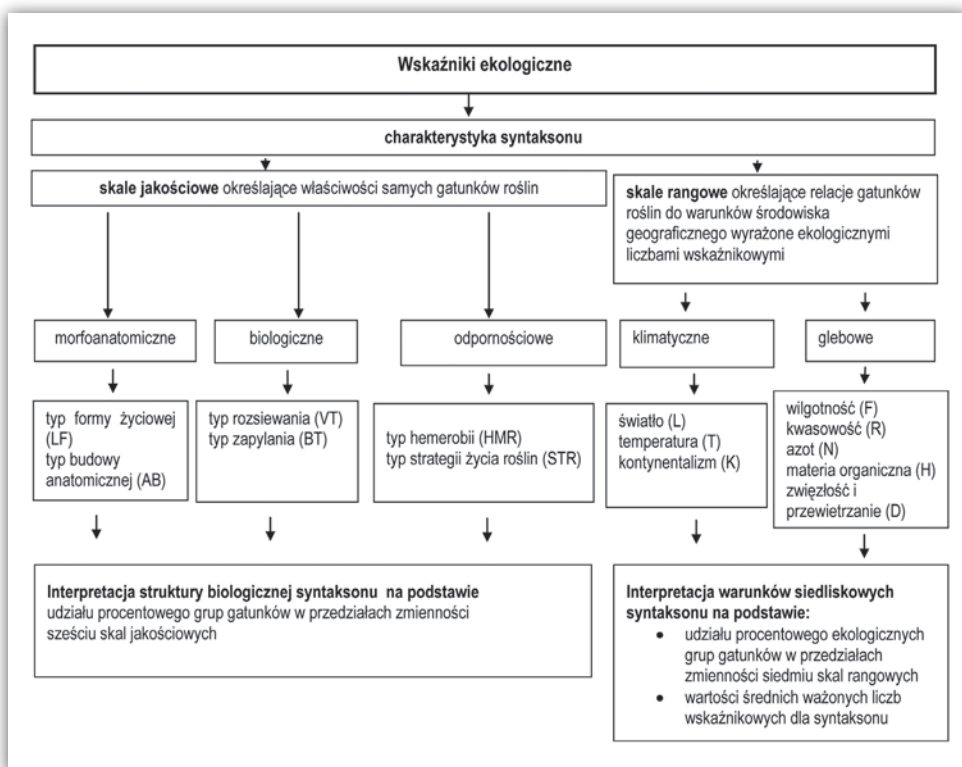 Wskaźniki ekologiczne
charakterystyka syntaksonu
skale jakościowe określające właściwości samych gatunków roślin
skale rangowe określające relacje gatunków
roślin do warunków środowiska
geograficznego wyrażone ekologicznymi
liczbami wskaźnikowymi
morfoanatomiczne
biologiczne
odpornościowe
klimatyczne
glebowe
typ formy życiowej
(LF)
typ budowy
anatomicznej (AB)
typ rozsiewania (VT)
typ zapylania (BT)
typ hemerobii (HMR)
typ strategii życia roślin (STR)
światło (L)
temperatura (T)
kontynentalizm (K)
wilgotność (F)
kwasowość (R)
azot (N)
materia organiczna (H)
zwięzłość i
przewietrzanie (D)
Interpretacja struktury biologicznej syntaksonu na podstawie
udziału procentowego grup gatunków w przedziałach zmienności
sześciu skal jakościowych
Interpretacja warunków siedliskowych
syntaksonu na podstawie:
• udziału procentowego ekologicznych
grup gatunków w przedziałach
zmienności siedmiu skal rangowych
• wartości średnich ważonych liczb
wskaźnikowych dla syntaksonu